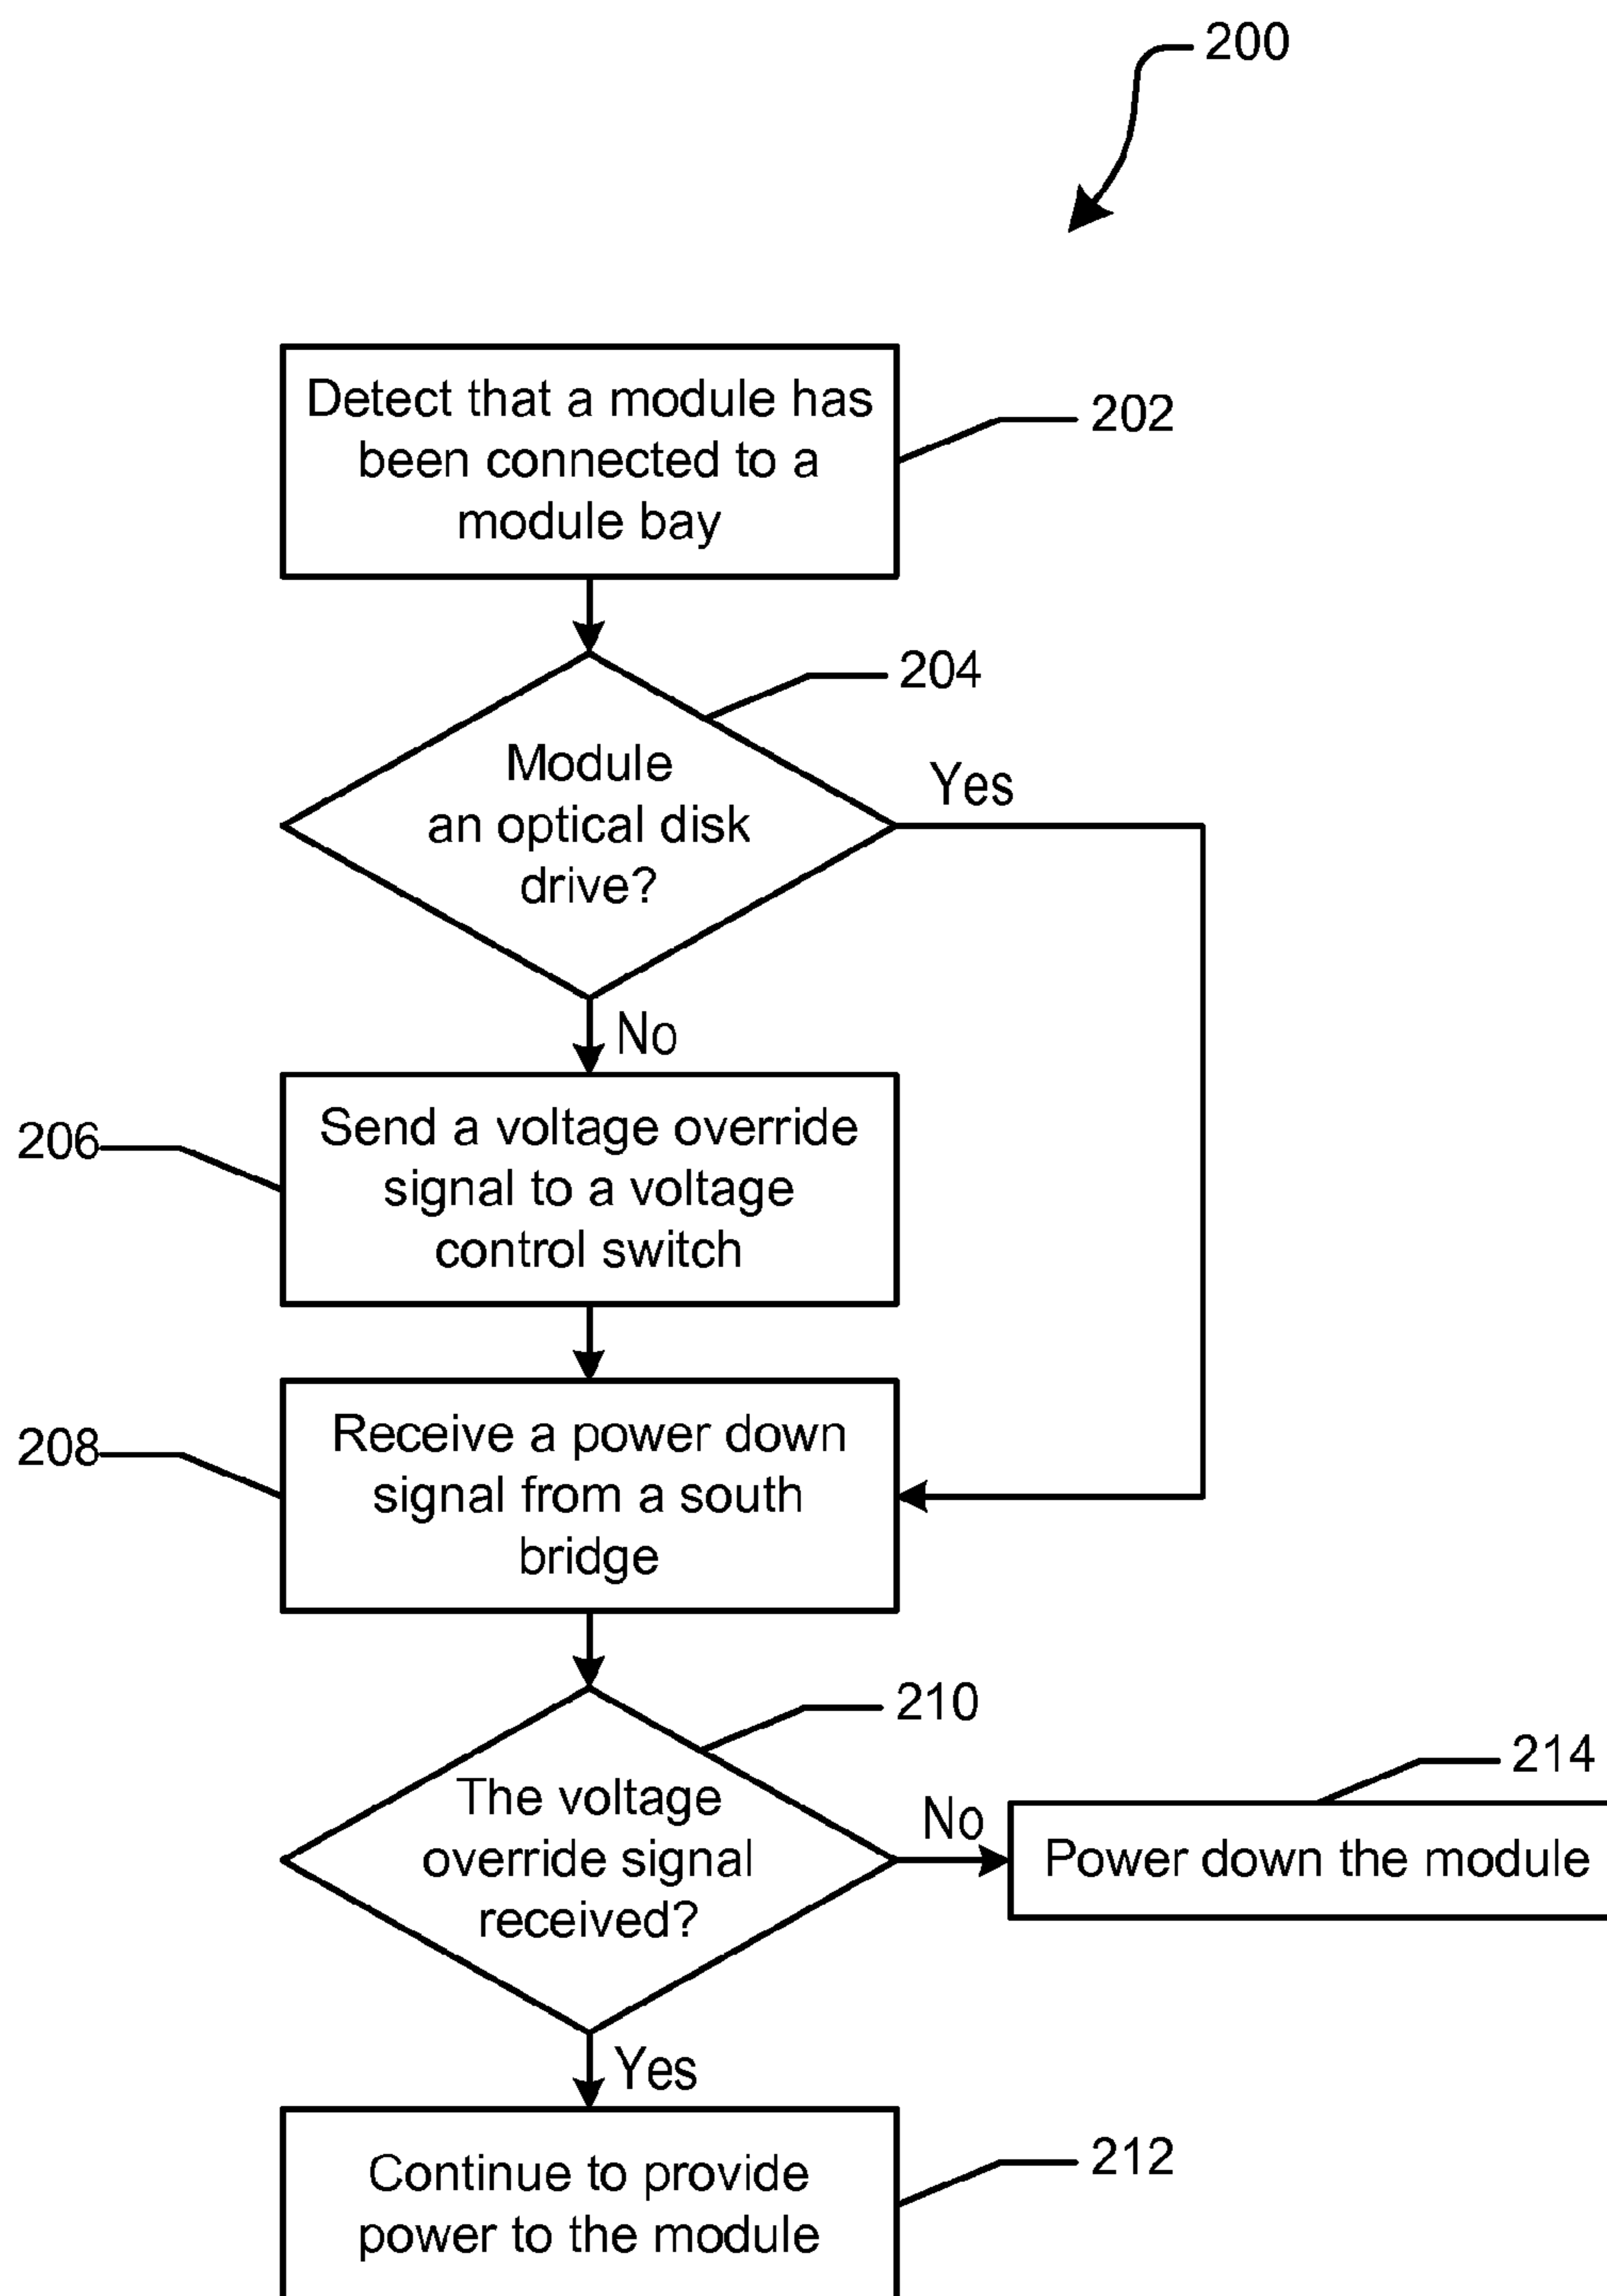 200
Detect that a module has
been connected to a
module bay
202
204
Module
an optical disk
drive?
Yes
No
206
Send a voltage override
signal to a voltage
control switch
208
Receive a power down
signal from a south
bridge
210
The voltage
override signal
received?
No
214
Power down the module
Yes
212
Continue to provide
power to the module